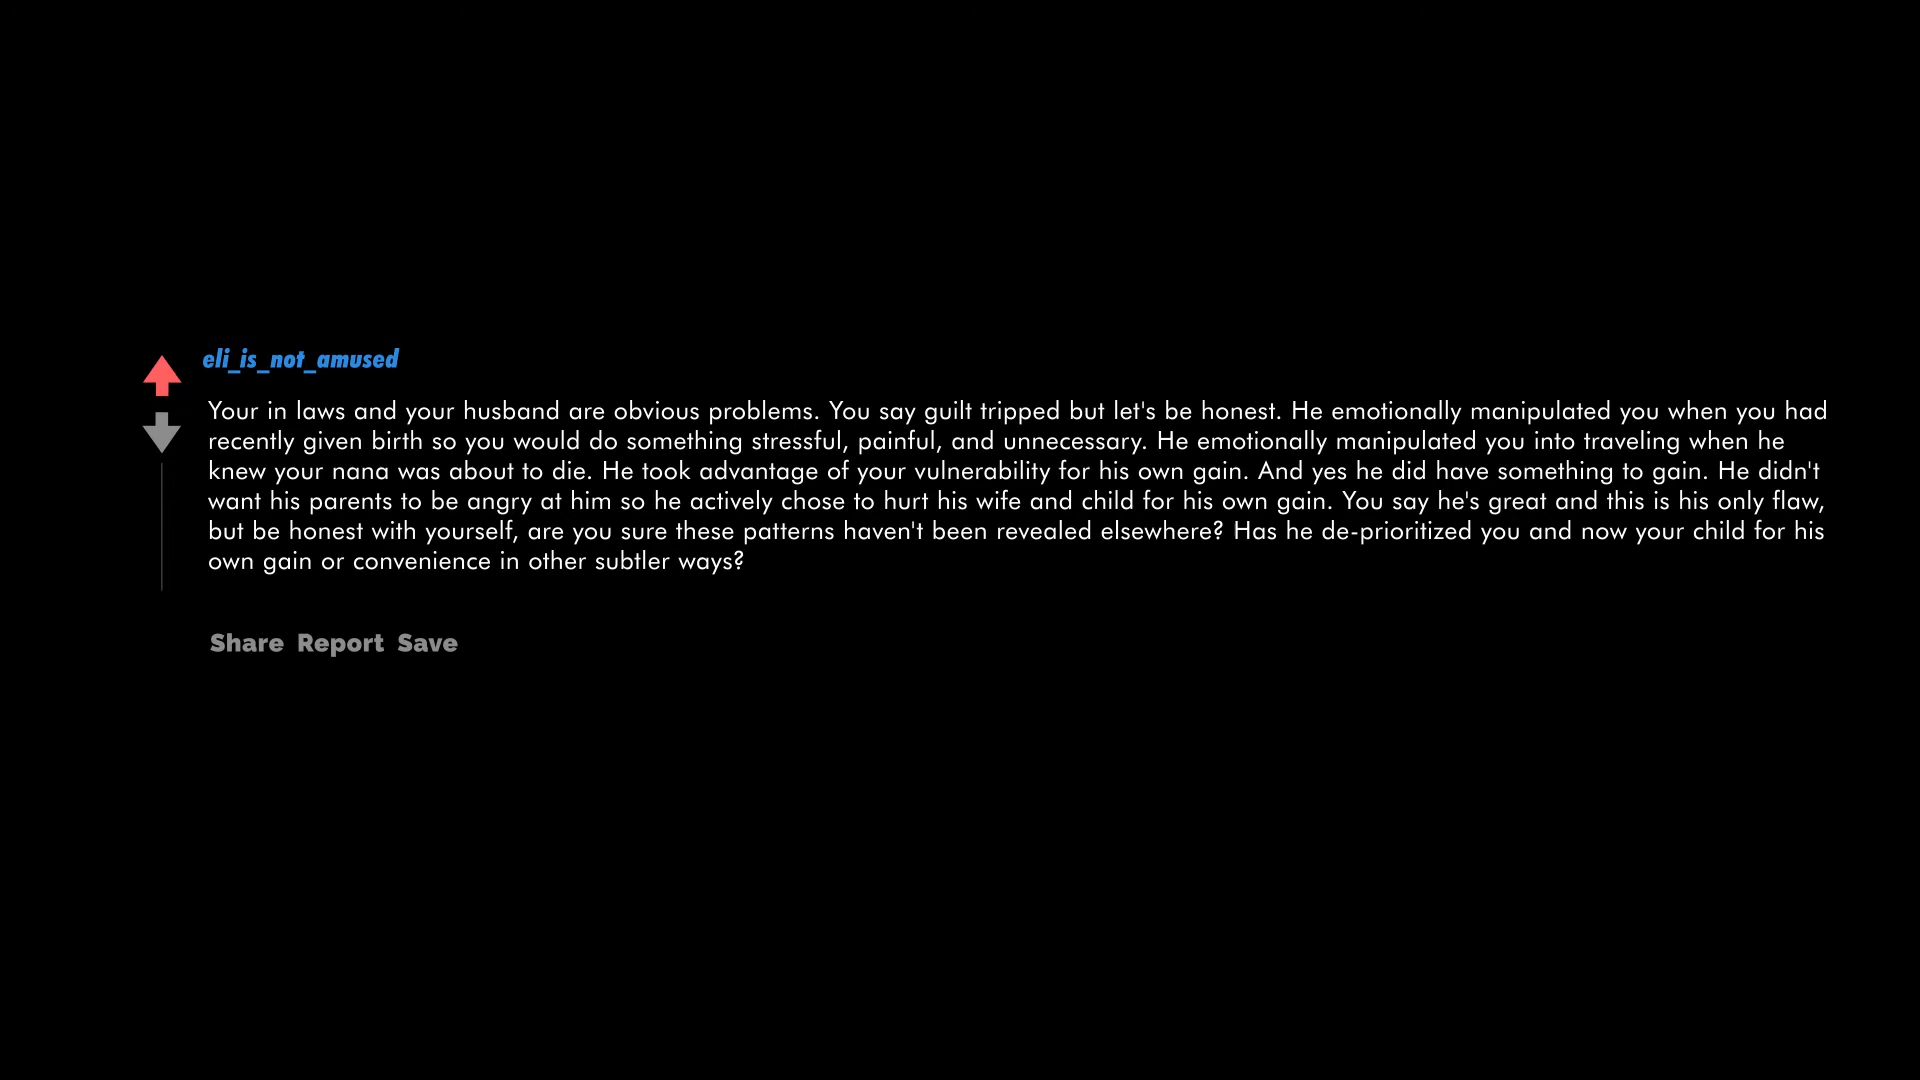 eli_is_not_amused
Your in laws and your husband are obvious problems. You say guilt tripped but let's be honest. He emotionally manipulated you when you had
recently given birth so you would do something stressful, painful, and unnecessary. He emotionally manipulated you into traveling when he
knew your nana was about to die. He took advantage of your vulnerability for his own gain. And yes he did have something to gain. He didn't
want his parents to be angry at him so he actively chose to hurt his wife and child for his own gain. You say he's great and this is his only flaw,
but be honest with yourself, are you sure these patterns haven't been revealed elsewhere? Has he de-prioritized you and now your child for his
own gain or convenience in other subtler ways?
Share Report Save